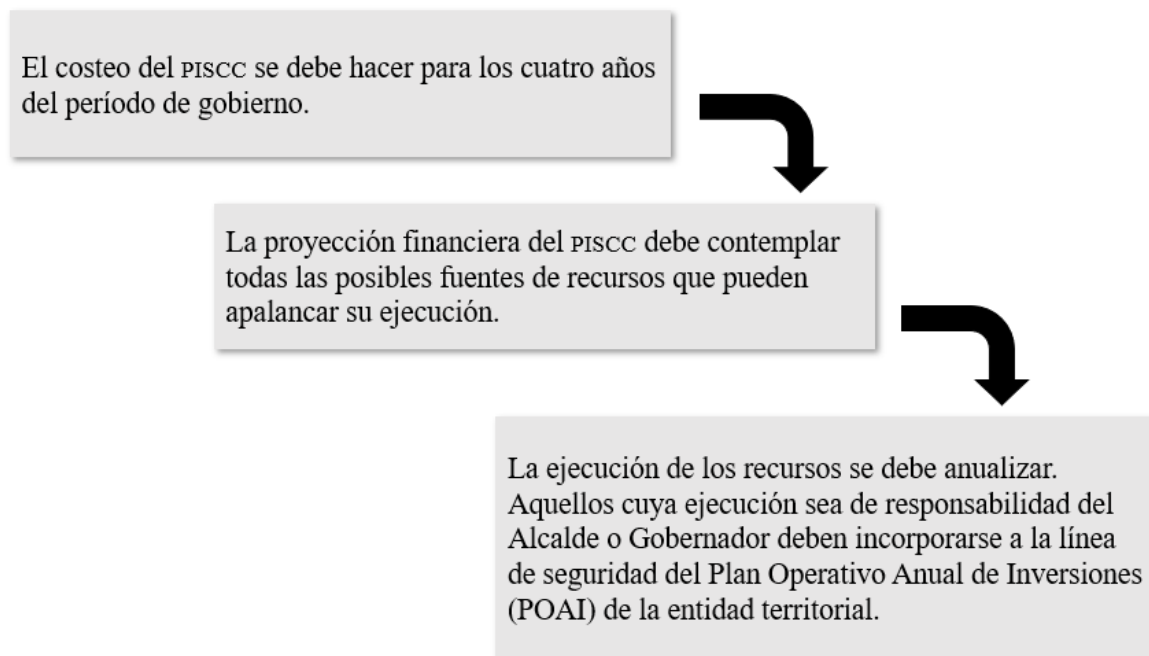 El costeo del PISCC se debe hacer para los cuatro años
del período de gobierno.
La proyección financiera del PISCC debe contemplar
todas las posibles fuentes de recursos que pueden
apalancar su ejecución.
La ejecución de los recursos se debe anualizar.
Aquellos cuya ejecución sea de responsabilidad del
Alcalde o Gobernador deben incorporarse a la línea
de seguridad del Plan Operativo Anual de Inversiones
(POAI) de la entidad territorial.